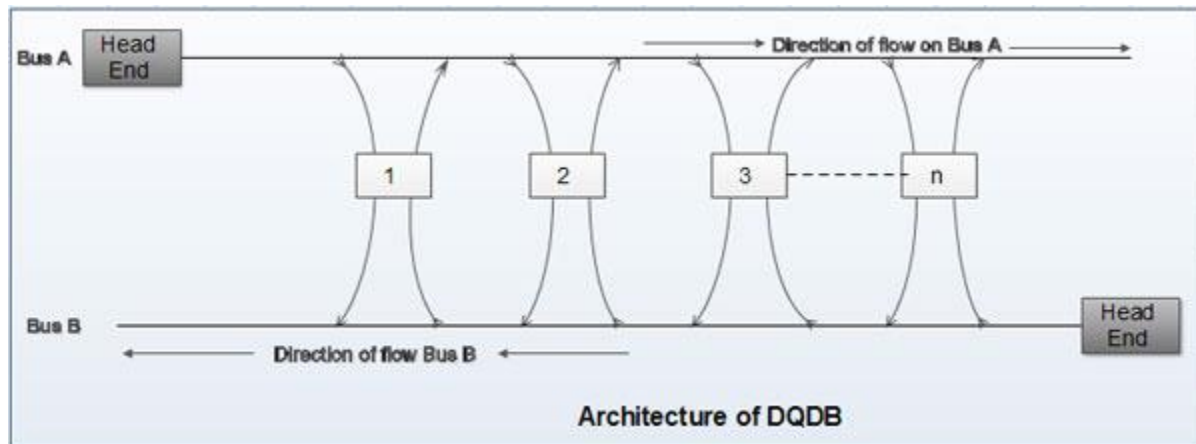 Head
End
Bus A
Direction of flow on Bus A
1
2
3
n
Bus B
Head
End
Direction of flow Bus B
Architecture of DQDB